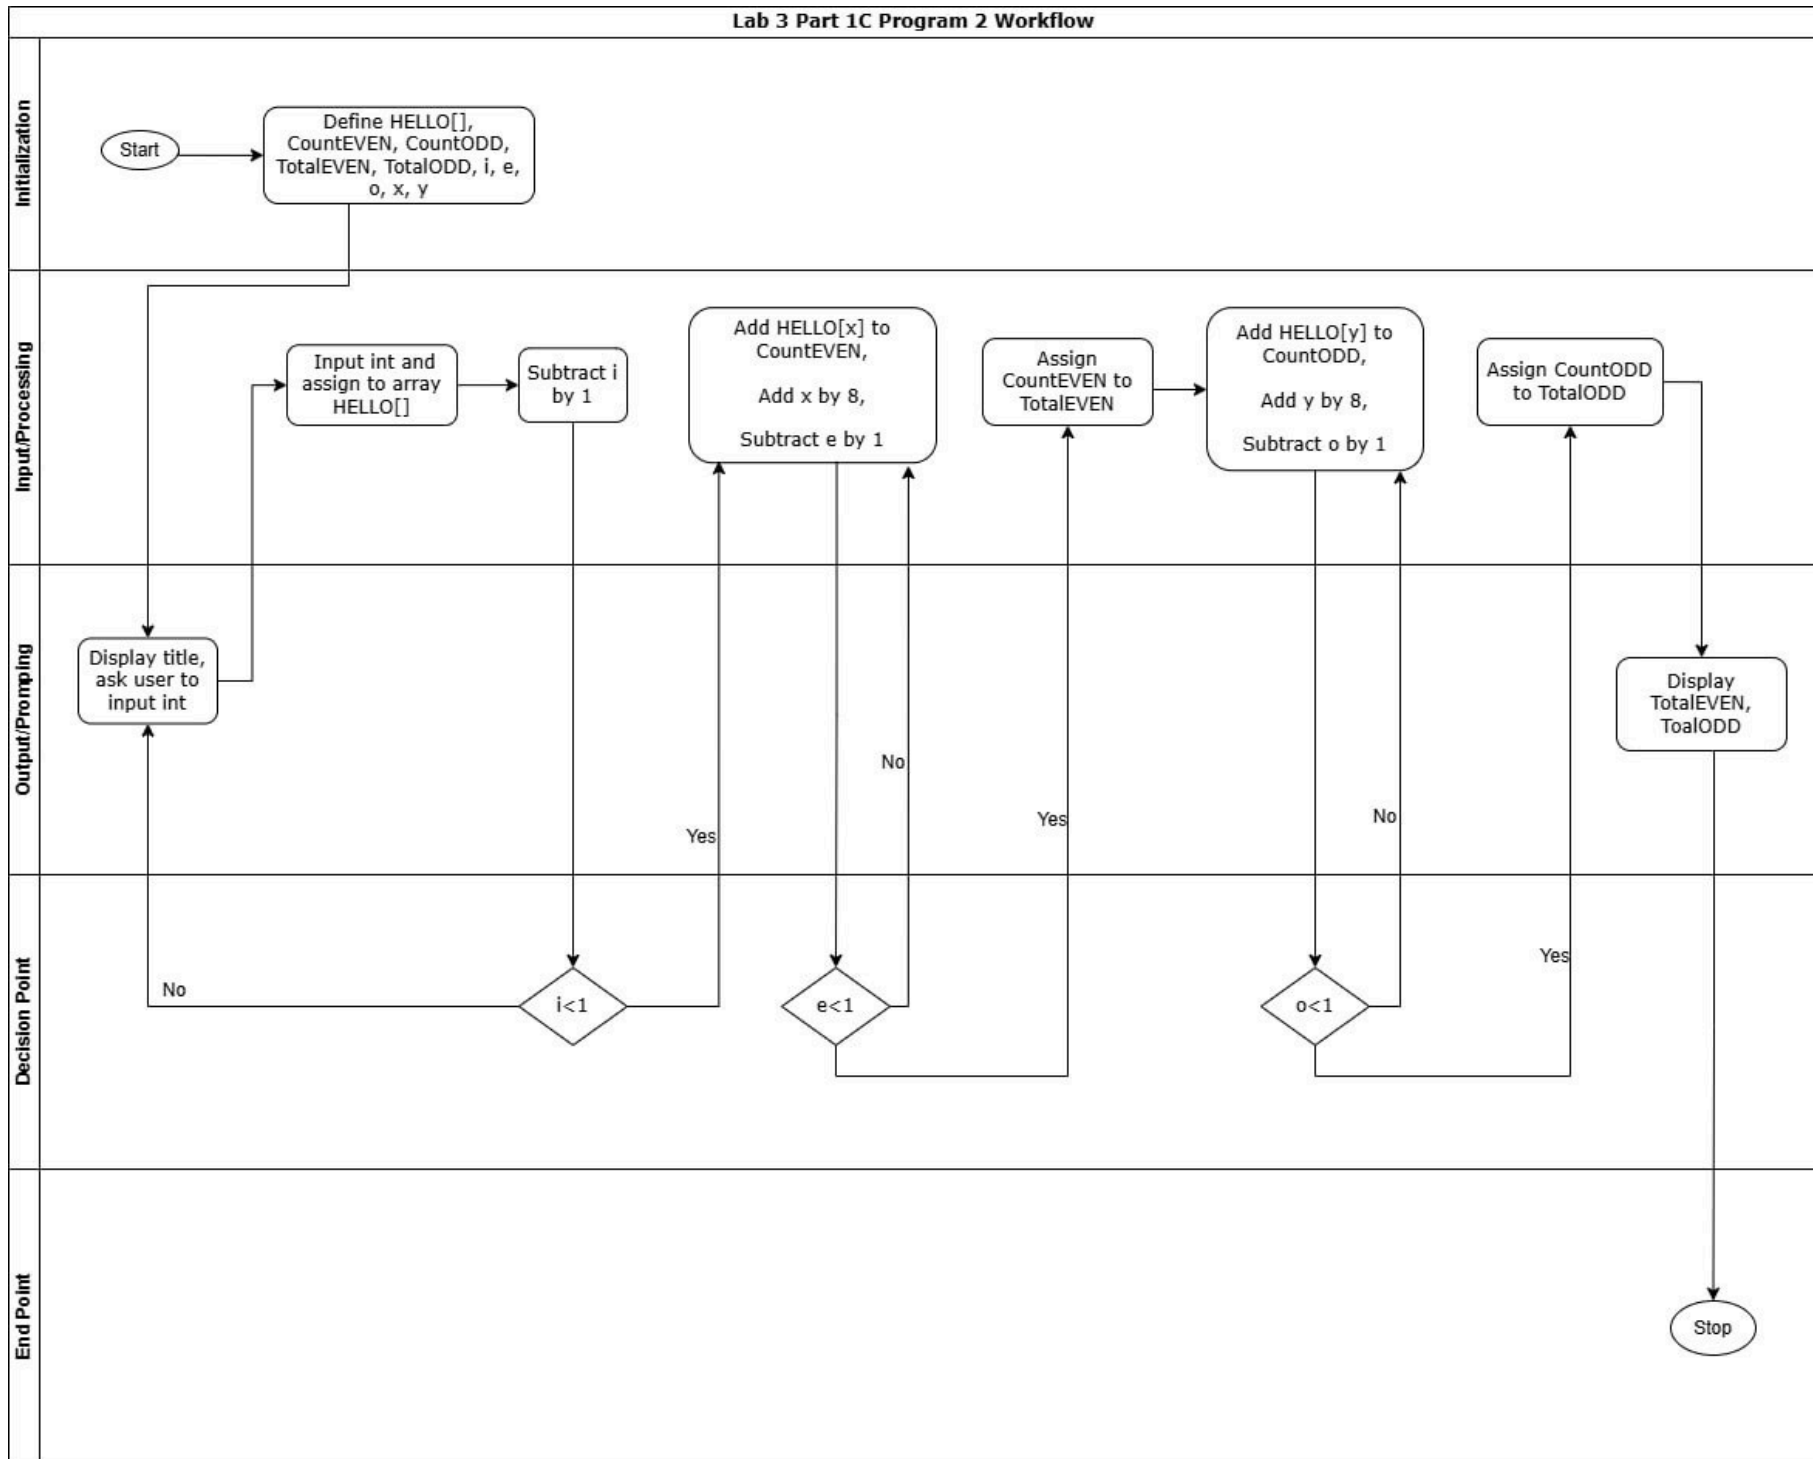 Lab 3 Part 1C Program 2 Workflow
Initialization
Start
Define HELLO[],
CountEVEN, CountODD,
TotalEVEN, TotalODD, i, e,
o, x, y
Input/Processing
Input int and
assign to array
HELLO[]
Subtract i
by 1
Add HELLO[x] to
CountEVEN,
Add x by 8,
Subtract e by 1
Assign
CountEVEN to
TotalEVEN
Add HELLO[y] to
CountODD,
Add y by 8,
Subtract o by 1
Assign CountODD
to TotalODD
Output/Promping
Display title,
ask user to
input int
Yes
No
Yes
No
Display
TotalEVEN,
ToalODD
Decision Point
No
i<1
e<1
o<1
Yes
End Point
Stop